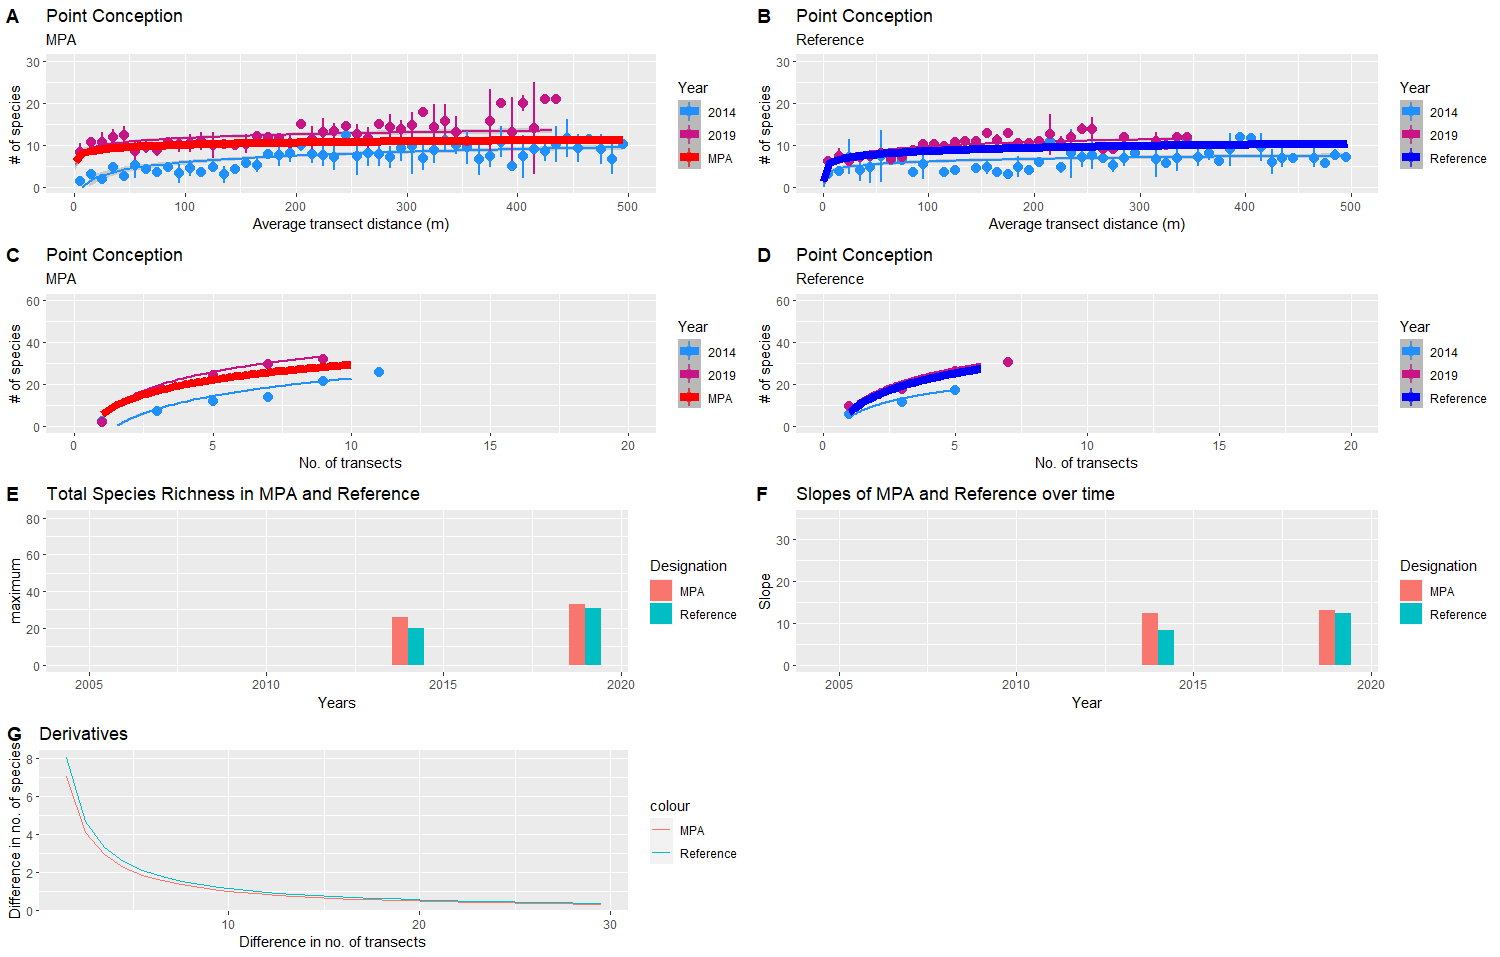 A Point Conception
MPA
# of species
30
20
10
0
0 100 200 300 400 500
Average transect distance (m)
Year
2014
2019
MPA
B Point Conception
Reference
# of species
30
20
10
0
0 100 200 300 400 500
Average transect distance (m)
Year
2014
2019
Reference
C Point Conception
MPA
# of species
60
40
20
0
0 5 10 15 20
No. of transects
Year
2014
2019
MPA
D Point Conception
Reference
# of species
60
40
20
0
0 5 10 15 20
No. of transects
Year
2014
2019
Reference
E Total Species Richness in MPA and Reference
maximum
80
60
40
20
0
2005 2010 2015 2020
Years
Designation
MPA
Reference
F Slopes of MPA and Reference over time
Slope
30
20
10
0
2005 2010 2015 2020
Year
Designation
MPA
Reference
G Derivatives
Difference in no. of species
8
6
4
2
0
10 20 30
Difference in no. of transects
colour
MPA
Reference